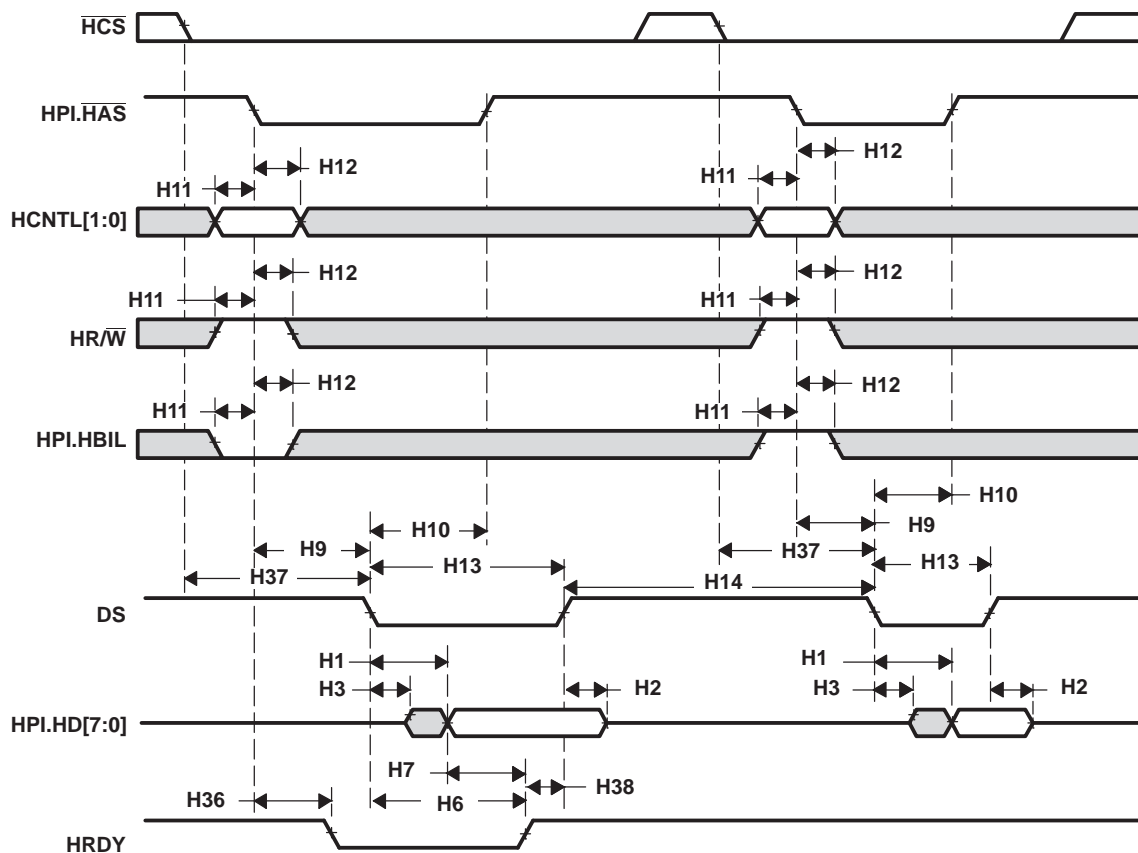 HCS
HPI.HAS
H12
H12
H11
H11
HCNTL[1:0]
H12
H12
H11
H11
HR/W
H12
H12
H11
H11
HPI.HBIL
H10
H10
H9
H9
H37
H13
H13
H37
H14
DS
H1
H1
H3
H2
H3
H2
HPI.HD[7:0]
H7
H38
H36
H6
HRDY